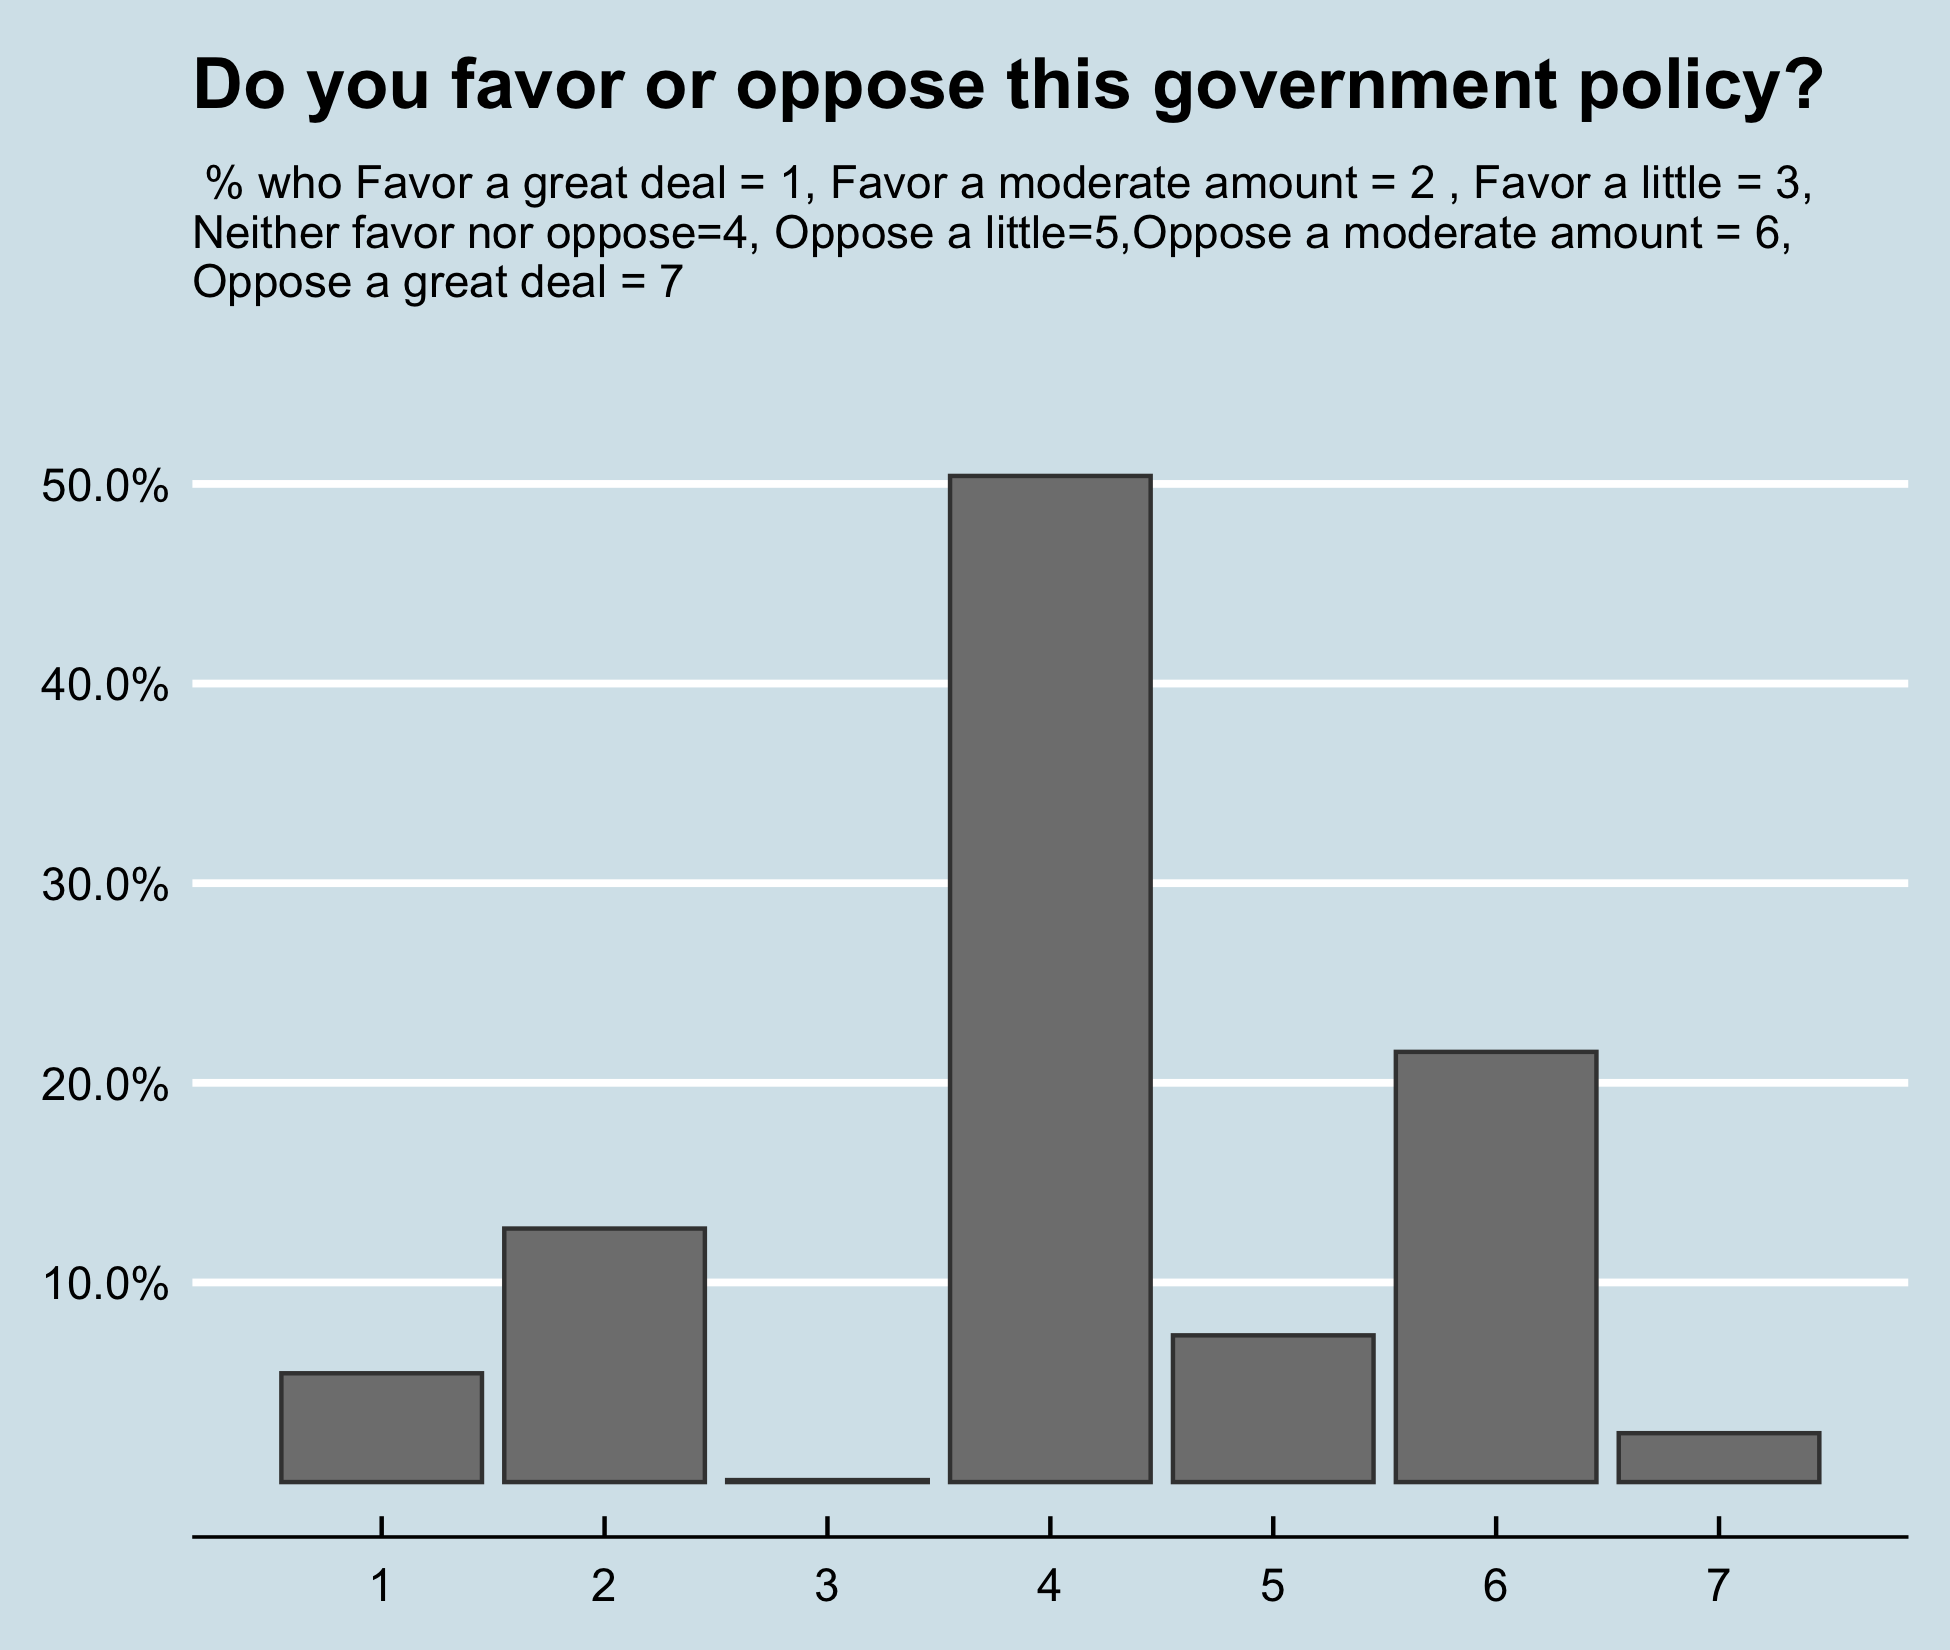 Do you favor or oppose this government policy?
% who Favor a great deal = 1, Favor a moderate amount = 2 , Favor a little = 3,
Neither favor nor oppose=4, Oppose a little=5,Oppose a moderate amount = 6,
Oppose a great deal = 7
50.0%
40.0%
30.0%
20.0%
10.0%
1 2 3 4 5 6 7